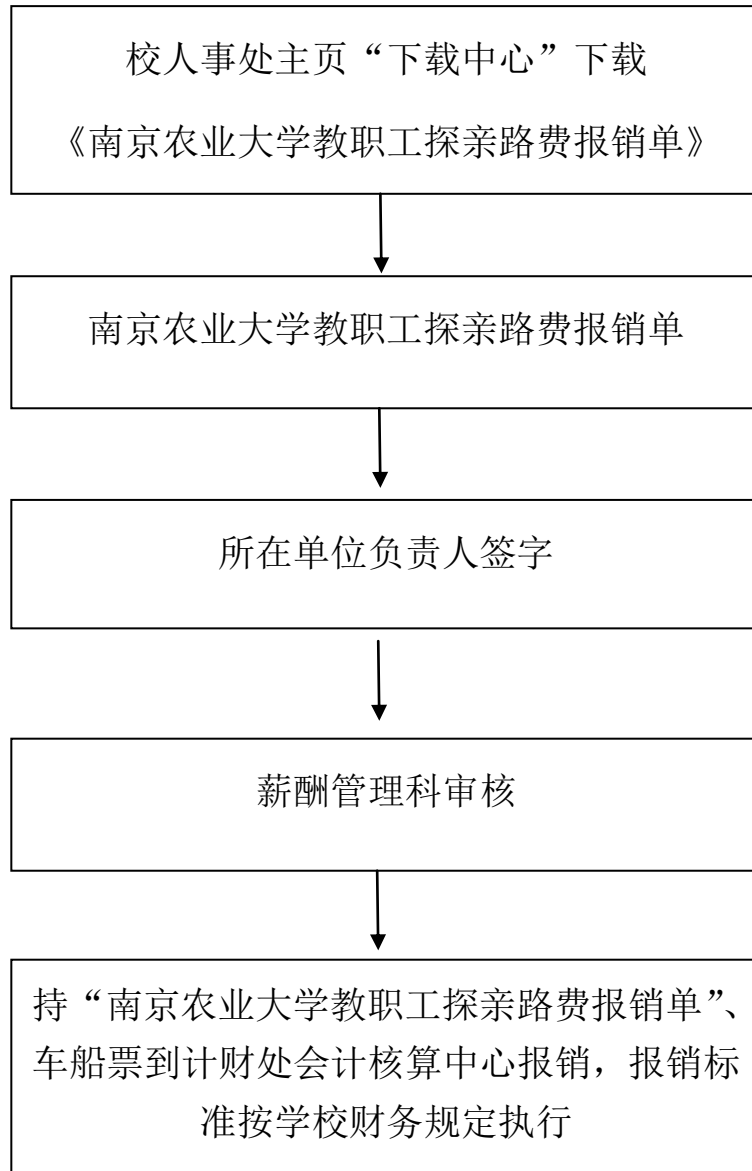 校人事处主页“下载中心”下载
《南京农业大学教职工探亲路费报销单》
南京农业大学教职工探亲路费报销单
所在单位负责人签字
薪酬管理科审核
持“南京农业大学教职工探亲路费报销单”、
车船票到计财处会计核算中心报销，报销标
准按学校财务规定执行